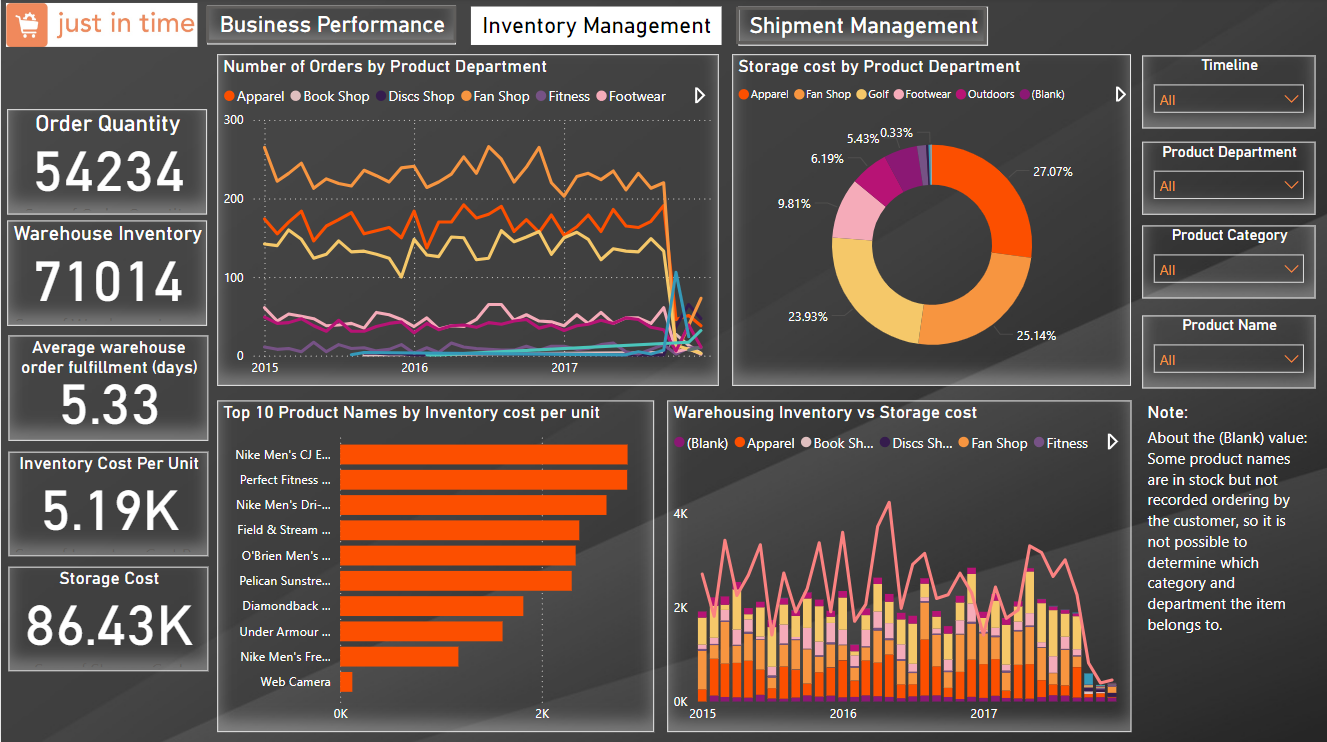 just in time
Business Performance
Inventory Management
Shipment Management
Order Quantity
54234
Warehouse Inventory
71014
Average warehouse
order fulfillment (days)
5.33
Inventory Cost Per Unit
5.19K
Storage Cost
86.43K
Number of Orders by Product Department
Apparel Book Shop Discs Shop Fan Shop Fitness Footwear
300
200
100
0
2015 2016 2017
Storage cost by Product Department
Apparel Fan Shop Golf Footwear Outdoors (Blank)
27.07%
25.14%
23.93%
9.81%
6.19%
5.43%
0.33%
Top 10 Product Names by Inventory cost per unit
Nike Men's CJ E...
Perfect Fitness ...
Nike Men's Dri-...
Field & Stream ...
O'Brien Men's ...
Pelican Sunstre...
Diamondback ...
Under Armour ...
Nike Men's Fre...
Web Camera
0K 2K
Warehousing Inventory vs Storage cost
(Blank) Apparel Book Sh... Discs Sh... Fan Shop Fitness
4K
2K
0K
2015 2016 2017
Timeline
All
Product Department
All
Product Category
All
Product Name
All
Note:
About the (Blank) value:
Some product names
are in stock but not
recorded ordering by
the customer, so it is
not possible to
determine which
category and
department the item
belongs to.